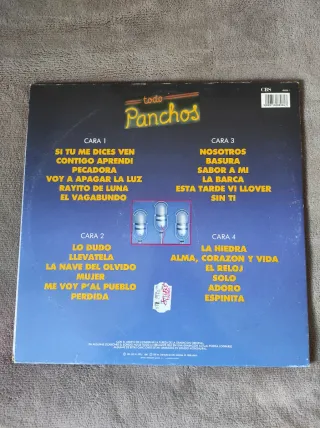 todo
Panchos
CBS
CARA 1
SI TU ME DICES VEN
CONTIGO APRENDI
PECADORA
VOY A APAGAR LA LUZ
RAYITO DE LUNA
EL VAGABUNDO
CARA 3
NOSOTROS
BASURA
SABOR A MI
LA BARCA
ESTA TARDE VI LLOVER
SIN TI
CARA 2
LO DUDO
LLEVATELA
LA NAVE DEL OLVIDO
MUJER
ME VOY P'AL PUEBLO
PERDIDA
CARA 4
LA HIEDRA
ALMA, CORAZON Y VIDA
EL RELOJ
SOLO
ADORO
ESPINITA